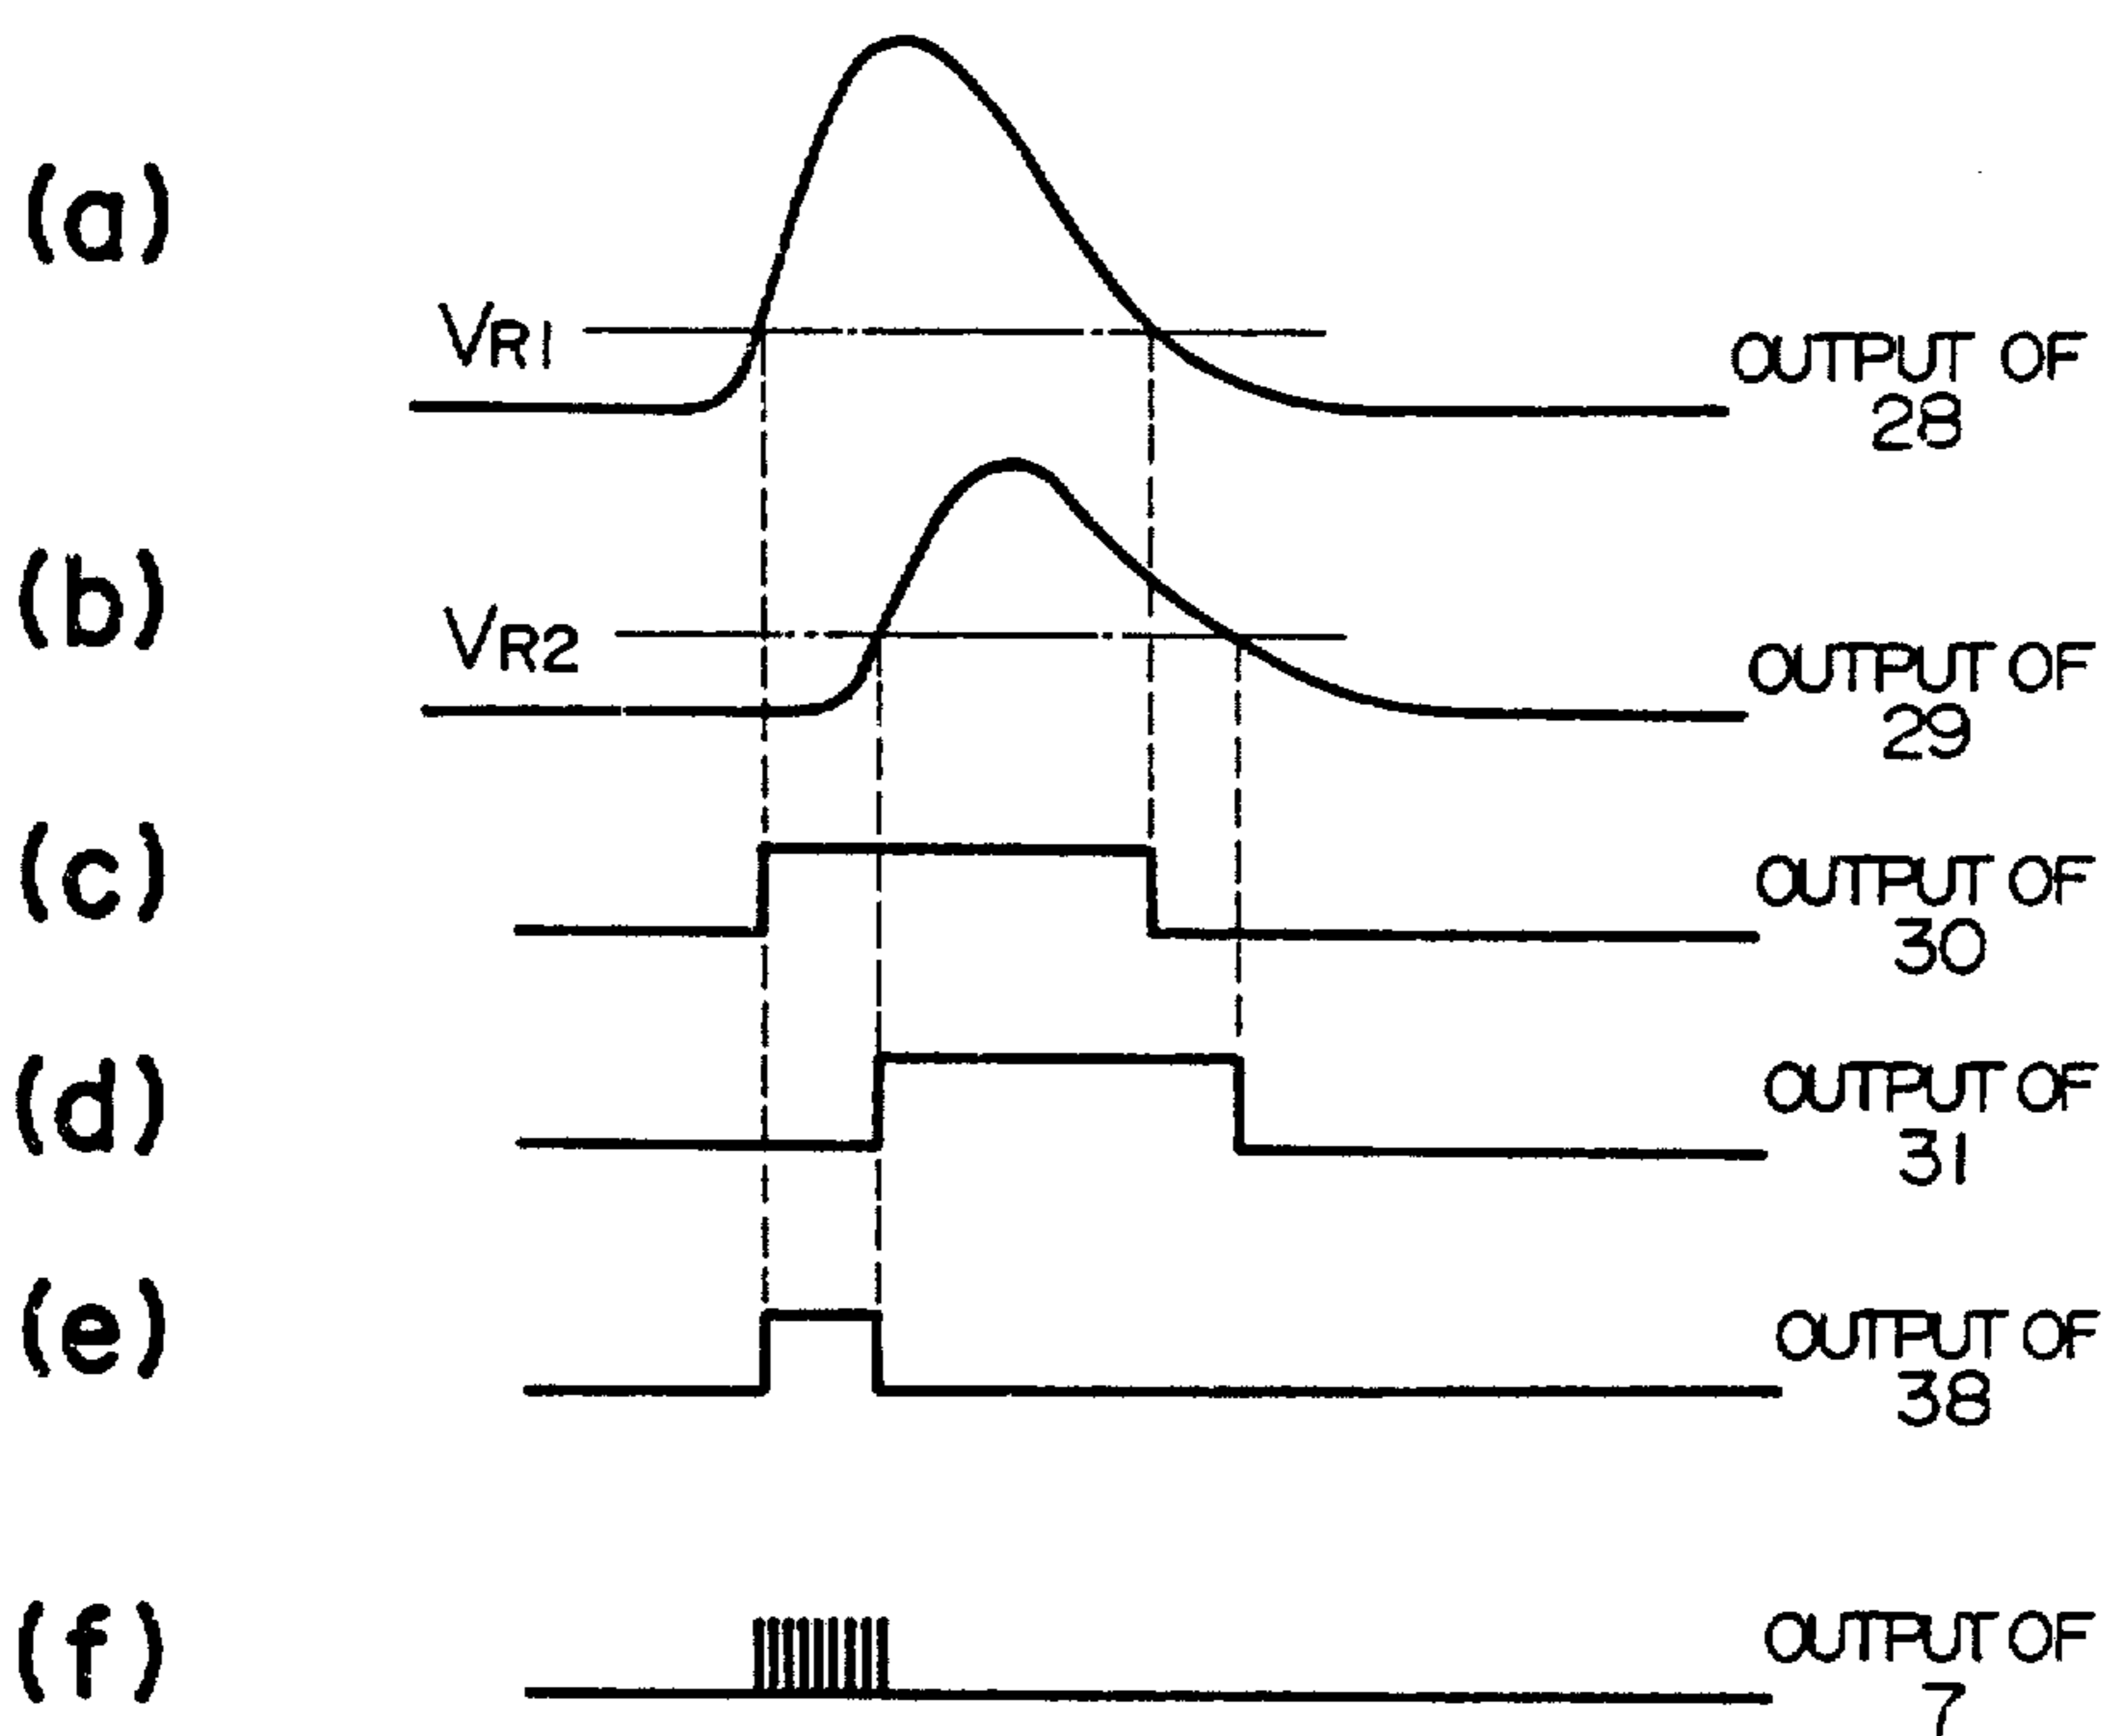 (a)
VR1
OUTPUT OF
28
(b)
VR2
OUTPUT OF
29
(c)
OUTPUT OF
30
(d)
OUTPUT OF
31
(e)
OUTPUT OF
38
(f)
OUTPUT OF
7